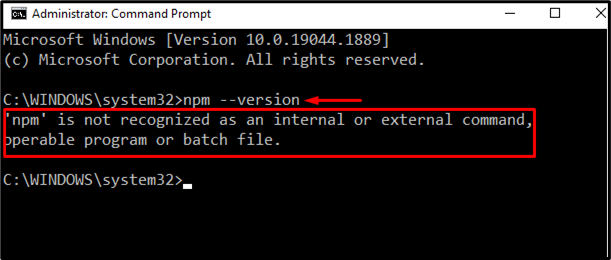 Administrator: Command Prompt
Microsoft Windows [Version 10.0.19044.1889]
(c) Microsoft Corporation. All rights reserved.
C:\WINDOWS\system32>npm --version
'npm' is not recognized as an internal or external command,
operable program or batch file.
C:\WINDOWS\system32>